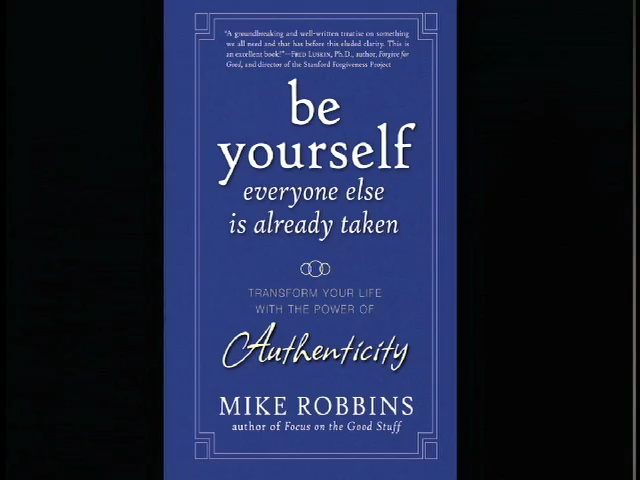 "A groundbreaking and well-written treatise on something
we all need and that has before this eluded clarity. This is
an excellent book!"—FRED LUSKIN, Ph.D., author, Forgive for
Good, and director of the Stanford Forgiveness Project
be
yourself
everyone else
is already taken
TRANSFORM YOUR LIFE
WITH THE POWER OF
Authenticity
MIKE ROBBINS
author of Focus on the Good Stuff